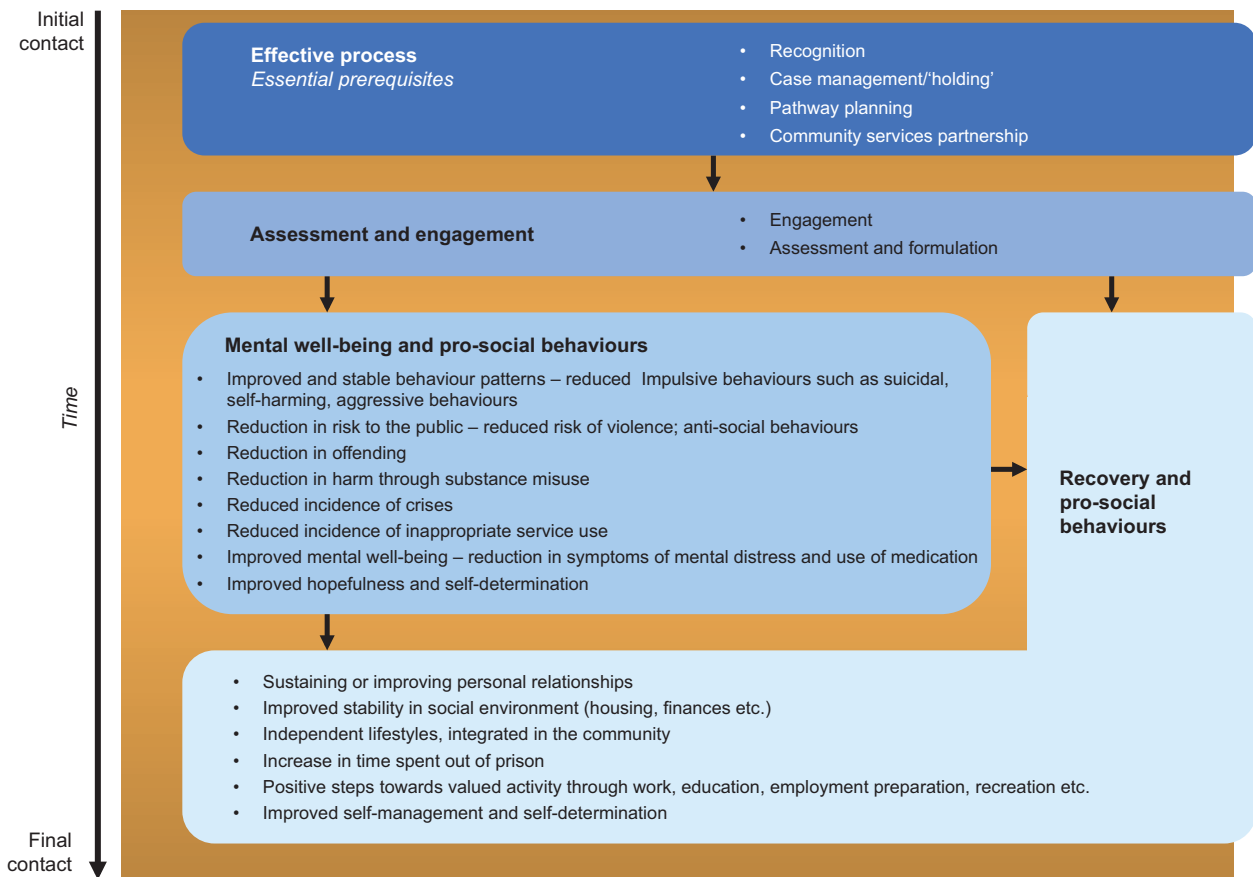 Initial
contact
Effective process
Essential prerequisites
• Recognition
• Case management/‘holding’
• Pathway planning
• Community services partnership
Assessment and engagement
• Engagement
• Assessment and formulation
Time
Mental well-being and pro-social behaviours
• Improved and stable behaviour patterns – reduced  Impulsive behaviours such as suicidal,
self-harming, aggressive behaviours
• Reduction in risk to the public – reduced risk of violence; anti-social behaviours
• Reduction in offending
• Reduction in harm through substance misuse
• Reduced incidence of crises
• Reduced incidence of inappropriate service use
• Improved mental well-being – reduction in symptoms of mental distress and use of medication
• Improved hopefulness and self-determination
Recovery and
pro-social
behaviours
• Sustaining or improving personal relationships
• Improved stability in social environment (housing, finances etc.)
• Independent lifestyles, integrated in the community
• Increase in time spent out of prison
• Positive steps towards valued activity through work, education, employment preparation, recreation etc.
• Improved self-management and self-determination
Final
contact